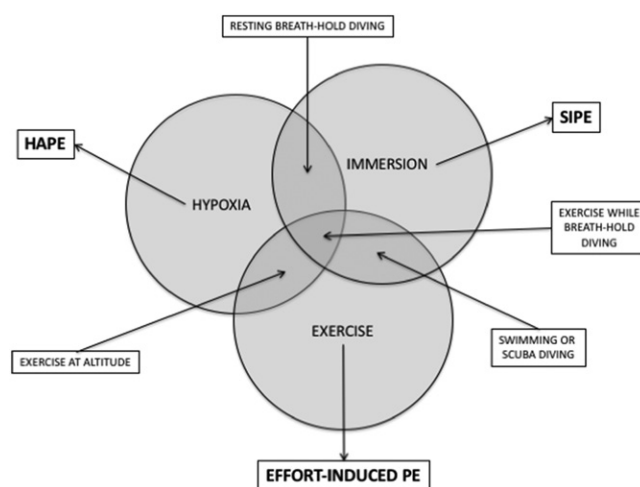 RESTING BREATH-HOLD DIVING
HAPE
SIPE
IMMERSION
HYPOXIA
EXERCISE WHILE
BREATH-HOLD
DIVING
EXERCISE
EXERCISE AT ALTITUDE
SWIMMING OR
SCUBA DIVING
EFFORT-INDUCED PE